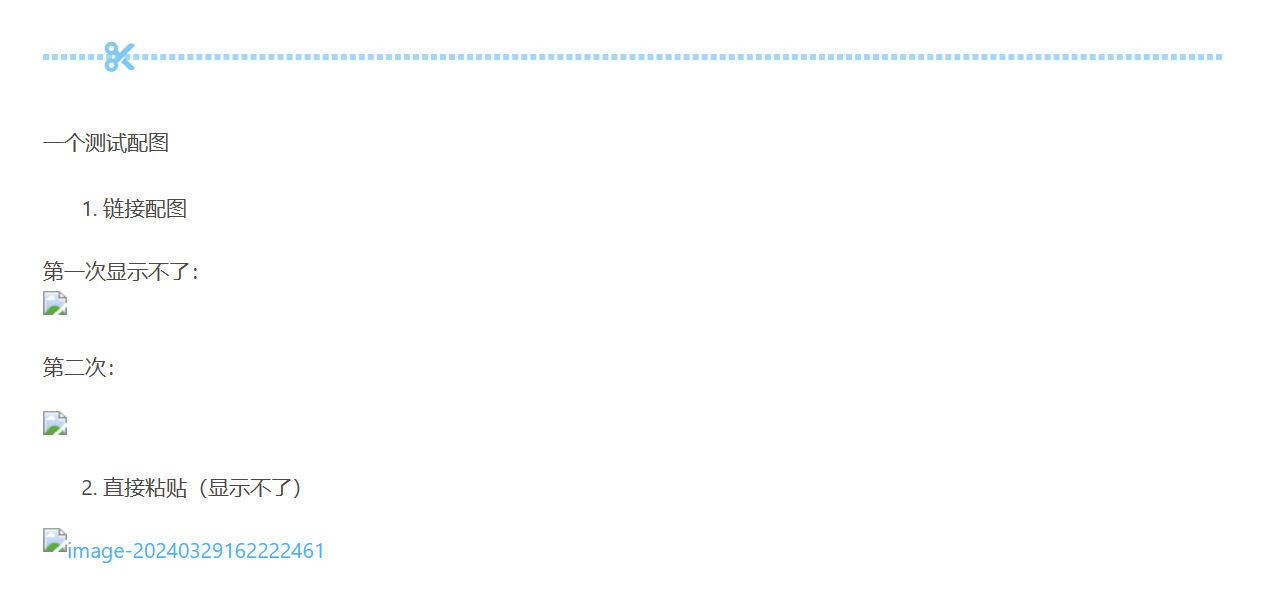 一个测试配图
1. 链接配图
第一次显示不了：
第二次：
2. 直接粘贴（显示不了）
image-20240329162222461